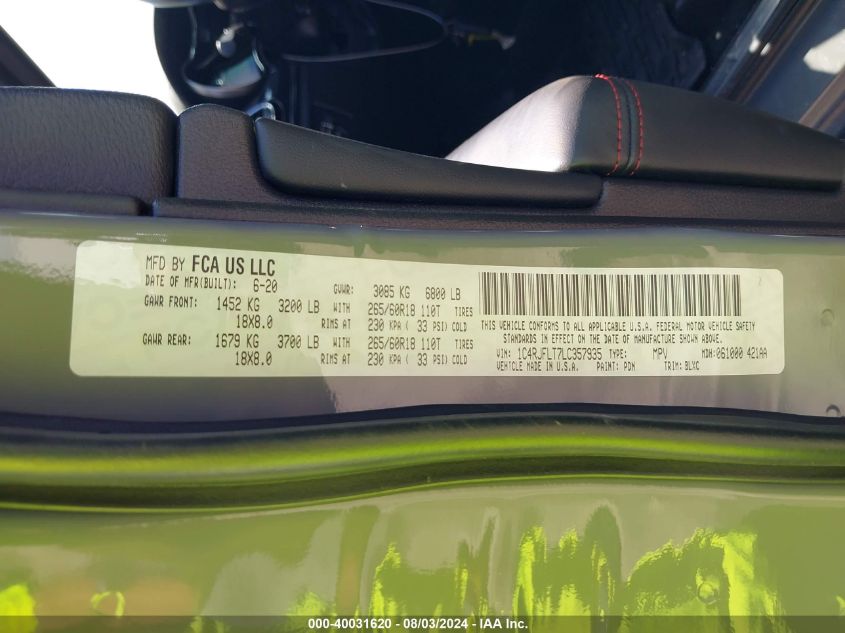 MFD BY FCA US LLC
DATE OF MFR(BUILT): 6-20 GVWR: 3085 KG 6800 LB
GAWR FRONT: 1452 KG 3200 LB WITH 265/60R18 110T TIRES
18X8.0 RIMS AT 230 KPA ( 33 PSI) COLD
GAWR REAR: 1679 KG 3700 LB WITH 265/60R18 110T TIRES
18X8.0 RIMS AT 230 KPA ( 33 PSI) COLD
THIS VEHICLE CONFORMS TO ALL APPLICABLE U.S.A. FEDERAL MOTOR VEHICLE SAFETY
STANDARDS IN EFFECT ON THE DATE OF MANUFACTURE SHOWN ABOVE.
VIN: 1C4RJFLT7LC357935 TYPE: MPV MDH: 061000 421AA
VEHICLE MADE IN U.S.A. PAINT: PDN TRIM: BLXC
000-40031620 - 08/03/2024 - IAAI.COM